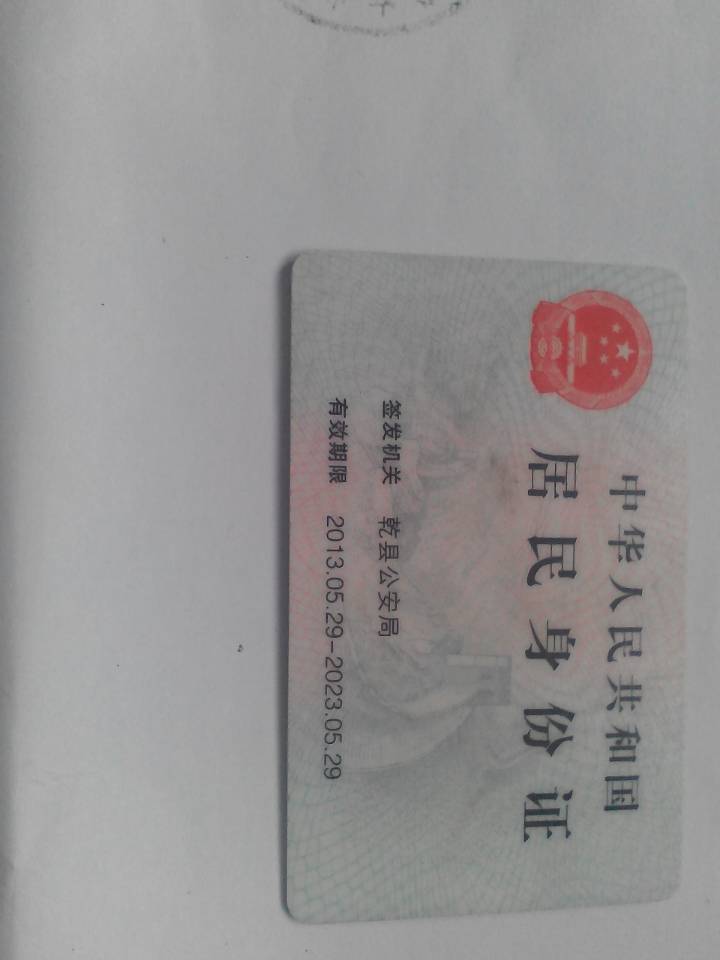 中华人民共和国
居民身份证
签发机关 乾县公安局
有效期限 2013.05.29-2023.05.29